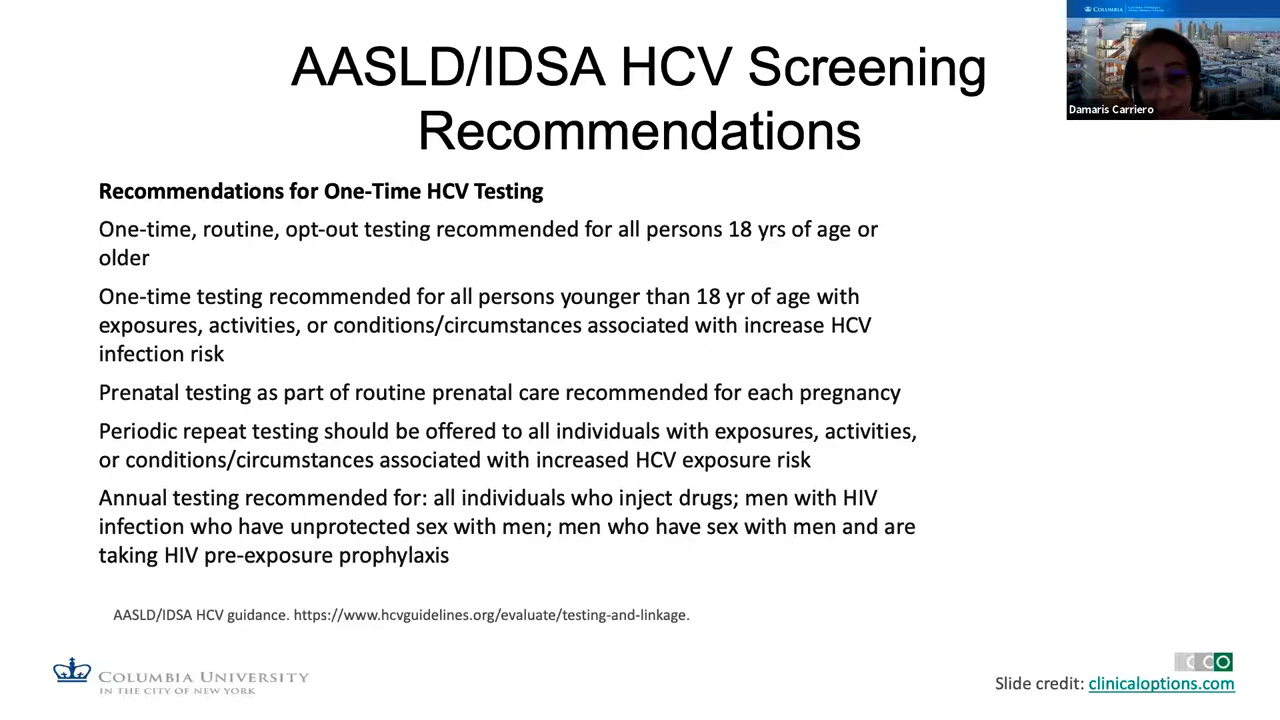 COLUMBIA
AASLD/IDSA HCV Screening
Recommendations
Damaris Carriero
Recommendations for One-Time HCV Testing
One-time, routine, opt-out testing recommended for all persons 18 yrs of age or
older
One-time testing recommended for all persons younger than 18 yr of age with
exposures, activities, or conditions/circumstances associated with increase HCV
infection risk
Prenatal testing as part of routine prenatal care recommended for each pregnancy
Periodic repeat testing should be offered to all individuals with exposures, activities,
or conditions/circumstances associated with increased HCV exposure risk
Annual testing recommended for: all individuals who inject drugs; men with HIV
infection who have unprotected sex with men; men who have sex with men and are
taking HIV pre-exposure prophylaxis
AASLD/IDSA HCV guidance. https://www.hcvguidelines.org/evaluate/testing-and-linkage.
COLUMBIA UNIVERSITY
IN THE CITY OF NEW YORK
CCO
Slide credit: clinicaloptions.com